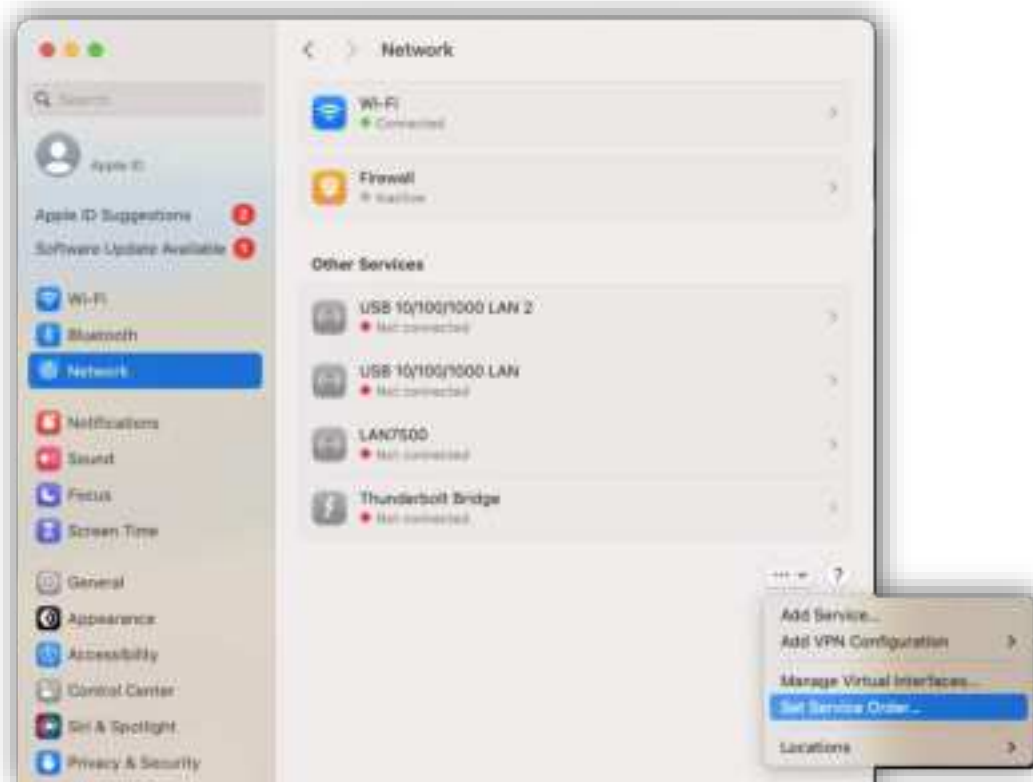 Network
Search
Apple ID
Apple ID Suggestions 2
Software Update Available 1
Wi-Fi
Bluetooth
Network
Notifications
Sound
Focus
Screen Time
General
Appearance
Accessibility
Control Center
Siri & Spotlight
Privacy & Security
Wi-Fi
Connected
Firewall
Inactive
Other Services
USB 10/100/1000 LAN 2
Not connected
USB 10/100/1000 LAN
Not connected
LAN7500
Not connected
Thunderbolt Bridge
Not connected
... ?
Add Service...
Add VPN Configuration
Manage Virtual Interfaces...
Set Service Order...
Locations